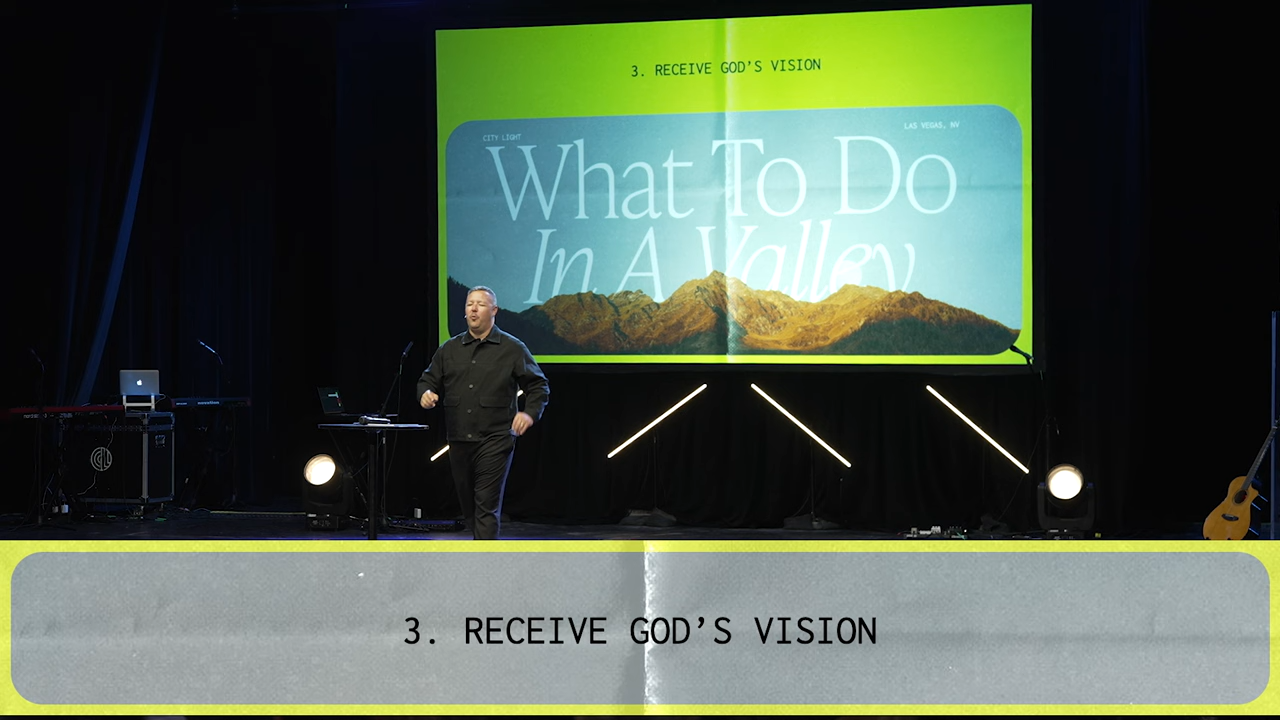 3. RECEIVE GOD'S VISION
CITY LIGHT
LAS VEGAS, NV
What To Do
In A Valley
3. RECEIVE GOD'S VISION